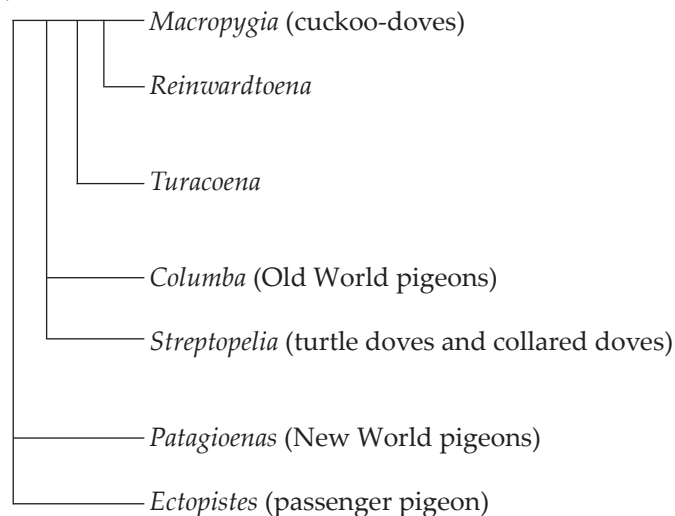 Macropygia (cuckoo-doves)
Reinwardtoena
Turacoena
Columba (Old World pigeons)
Streptopelia (turtle doves and collared doves)
Patagioenas (New World pigeons)
Ectopistes (passenger pigeon)